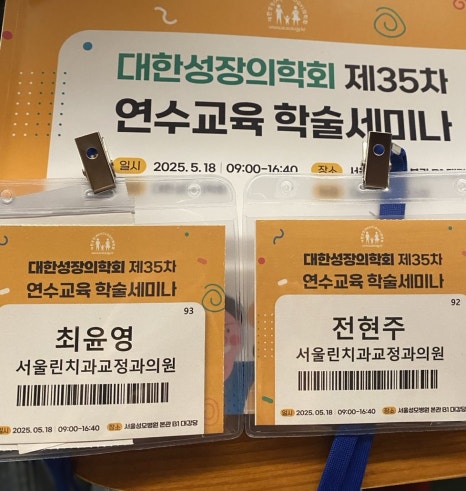 대한성장의학회 제35차
연수교육 학술세미나
일시 2025.5.18 09:00-16:40 장소 서울
대한성장의학회 제35차
연수교육 학술세미나
93
최윤영
서울린치과교정과의원
일시 2025. 05.18 09:00-16:40 장소 서울성모병원 본관 B1 대강당
대한성장의학회 제35차
연수교육 학술세미나
92
전현주
서울린치과교정과의원
일시 2025. 05.18 09:00-16:40 장소 서울성모병원 본관 B1 대강당